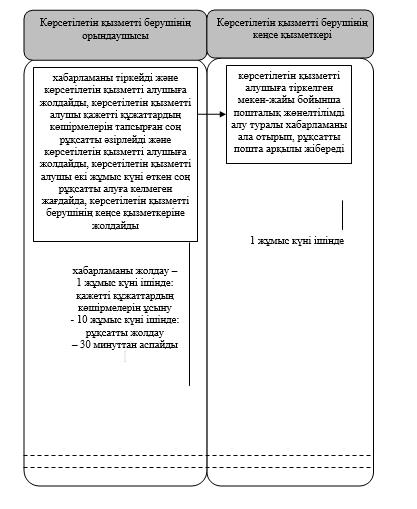 Көрсетілетін қызметті берушінің
орындаушысы
Көрсетілетін қызметті берушінің
кеңсе қызметкері
хабарламаны тіркейді және
көрсетілетін қызметті алушыға
жолдайды, көрсетілетін қызметті
алушы қажетті құжаттардың
көшірмелерін тапсырған соң
рұқсатты әзірлейді және
көрсетілетін қызметті алушыға
жолдайды, көрсетілетін қызметті
алушы екі жұмыс күні өткен соң
рұқсатты алуға келмеген
жағдайда, көрсетілетін қызметті
берушінің кеңсе қызметкеріне
жолдайды
көрсетілетін қызметті
алушыға тіркелген
мекен-жайы бойынша
пошталық жөнелтілімді
алу туралы хабарламаны
ала отырып, рұқсатты
пошта арқылы жібереді
1 жұмыс күні ішінде
хабарламаны жолдау –
1 жұмыс күні ішінде:
қажетті құжаттардың
көшірмелерін ұсыну
- 10 жұмыс күні ішінде:
рұқсатты жолдау
– 30 минуттан аспайды